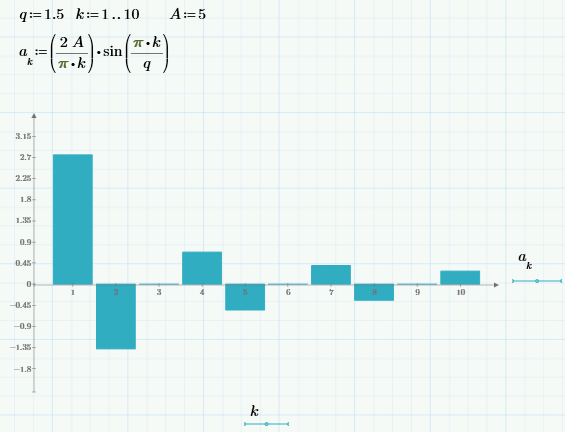 q:=1.5 k:=1..10 A:=5
a_k:=(2 A/π•k)•sin(π•k/q)
3.15
2.7
2.25
1.8
1.35
0.9
0.45
0
-0.45
-0.9
-1.35
-1.8
1 2 3 4 5 6 7 8 9 10
a_k
k